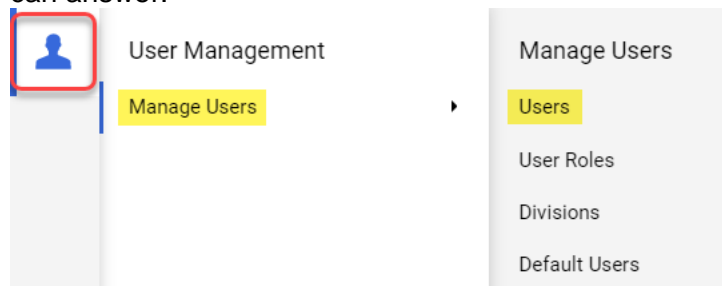 User Management
Manage Users
Manage Users
Users
User Roles
Divisions
Default Users